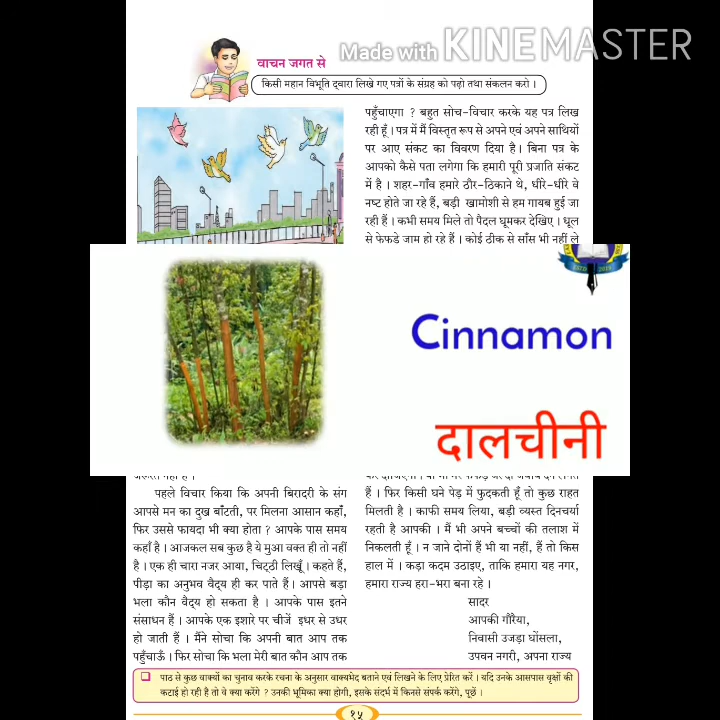 वाचन जगत से
Made with KINEMASTER
किसी महान विभूति द्वारा लिखे गए पत्रों के संग्रह को पढ़ो तथा संकलन करो ।
पहुँचाएगा ? बहुत सोच-विचार करके यह पत्र लिख
रही हूँ । पत्र में मैं विस्तृत रूप से अपने एवं अपने साथियों
पर आए संकट का विवरण दिया है । बिना पत्र के
आपको कैसे पता लगेगा कि हमारी पूरी प्रजाति संकट
में है । शहर-गाँव हमारे ठौर-ठिकाने थे, धीरे-धीरे वे
नष्ट होते जा रहे हैं, बड़ी खामोशी से हम गायब हुई जा
रही हैं । कभी समय मिले तो पैदल घूमकर देखिए । धूल
से फेफड़े जाम हो रहे हैं । कोई ठीक से साँस भी नहीं ले
Cinnamon
दालचीनी
पहले विचार किया कि अपनी बिरादरी के संग
आपसे मन का दुख बाँटती, पर मिलना आसान कहाँ,
फिर उससे फायदा भी क्या होता ? आपके पास समय
कहाँ है । आजकल सब कुछ है ये मुआ वक्त ही तो नहीं
है । एक ही चारा नजर आया, चिट्ठी लिखूँ । कहते हैं,
पीड़ा का अनुभव वैद्य ही कर पाते हैं । आपसे बड़ा
भला कौन वैद्य हो सकता है । आपके पास इतने
संसाधन हैं । आपके एक इशारे पर चीजें इधर से उधर
हो जाती हैं । मैंने सोचा कि अपनी बात आप तक
पहुँचाऊँ । फिर सोचा कि भला मेरी बात कौन आप तक
हैं । फिर किसी घने पेड़ में फुदकती हूँ तो कुछ राहत
मिलती है । काफी समय लिया, बड़ी व्यस्त दिनचर्या
रहती है आपकी । मैं भी अपने बच्चों की तलाश में
निकलती हूँ । न जाने दोनों हैं भी या नहीं, हैं तो किस
हाल में । कड़ा कदम उठाइए, ताकि हमारा यह नगर,
हमारा राज्य हरा-भरा बना रहे ।
सादर
आपकी गौरैया,
निवासी उजड़ा घोंसला,
उपवन नगरी, अपना राज्य
पाठ से कुछ वाक्यों का चुनाव करके रचना के अनुसार वाक्यभेद बताने एवं लिखने के लिए प्रेरित करें । यदि उनके आसपास वृक्षों की
कटाई हो रही है तो वे क्या करेंगे ? उनकी भूमिका क्या होगी, इसके संदर्भ में किनसे संपर्क करेंगे, पूछें ।
१५